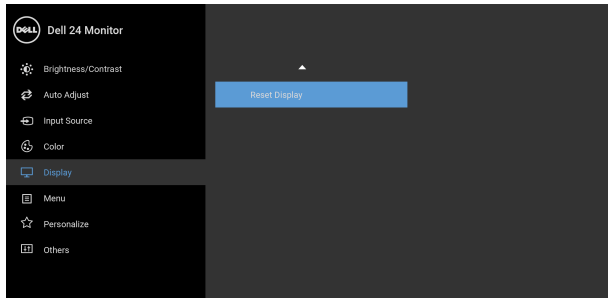 DELL Dell 24 Monitor
Brightness/Contrast
Auto Adjust
Reset Display
Input Source
Color
Display
Menu
Personalize
Others